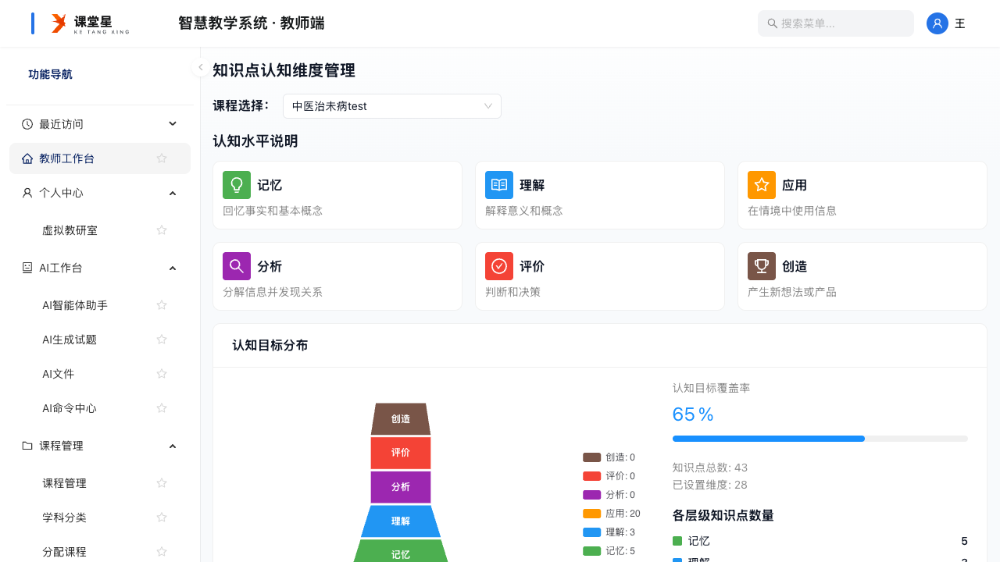 课堂星
KE TANG XING
智慧教学系统 · 教师端
搜索菜单...
王
功能导航
最近访问
教师工作台
个人中心
虚拟教研室
AI工作台
AI智能体助手
AI生成试题
AI文件
AI命令中心
课程管理
课程管理
学科分类
分配课程
知识点认知维度管理
课程选择：
中医治未病test
认知水平说明
记忆
回忆事实和基本概念
理解
解释意义和概念
应用
在情境中使用信息
分析
分解信息并发现关系
评价
判断和决策
创造
产生新想法或产品
认知目标分布
创造
评价
分析
理解
记忆
创造: 0
评价: 0
分析: 0
应用: 20
理解: 3
记忆: 5
认知目标覆盖率
65%
知识点总数: 43
已设置维度: 28
各层级知识点数量
记忆 5
理解 3